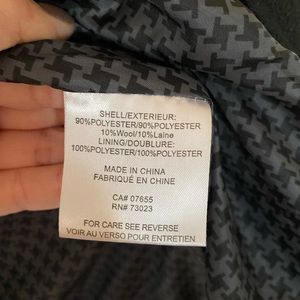 SHELL/EXTERIEUR:
90%POLYESTER/90%POLYESTER
10%Wool/10%Laine
LINING/DOUBLURE:
100%POLYESTER/100%POLYESTER
MADE IN CHINA
FABRIQUÉ EN CHINE
CA# 07655
RN# 73023
FOR CARE SEE REVERSE
VOIR AU VERSO POUR ENTRETIEN